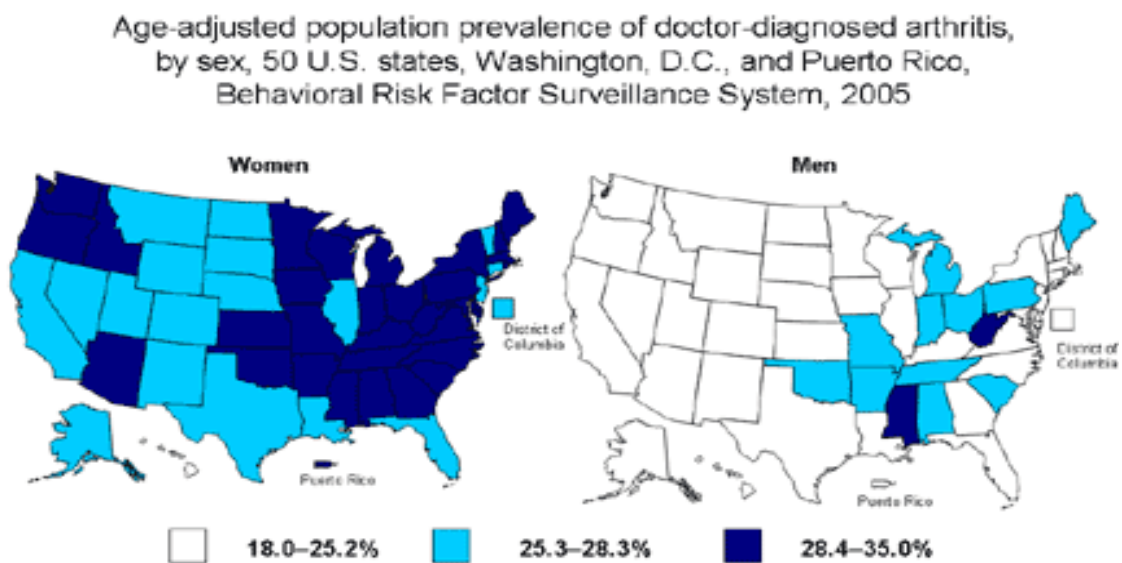 Age-adjusted population prevalence of doctor-diagnosed arthritis,
by sex, 50 U.S. states, Washington, D.C., and Puerto Rico,
Behavioral Risk Factor Surveillance System, 2005
Women
Men
District of
Columbia
District of
Columbia
Puerto Rico
Puerto Rico
18.0–25.2%
25.3–28.3%
28.4–35.0%